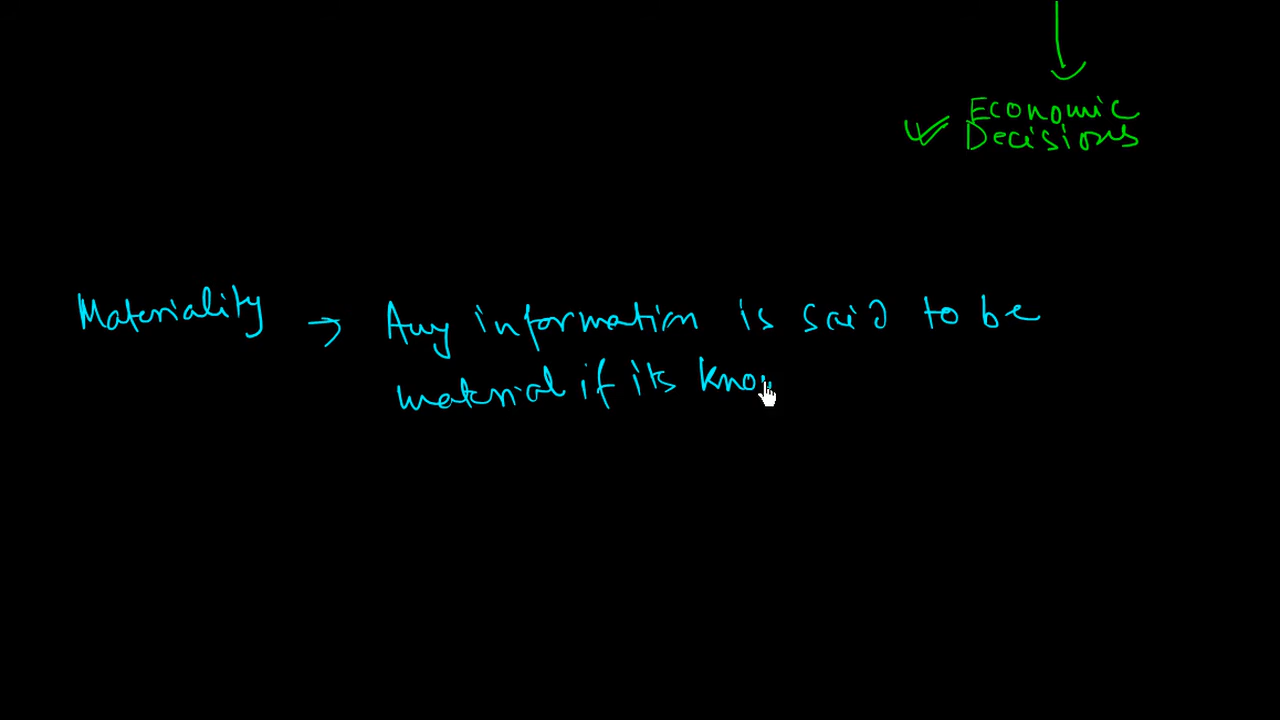 Economic
Decisions
Materiality → Any information is said to be
material if its kno